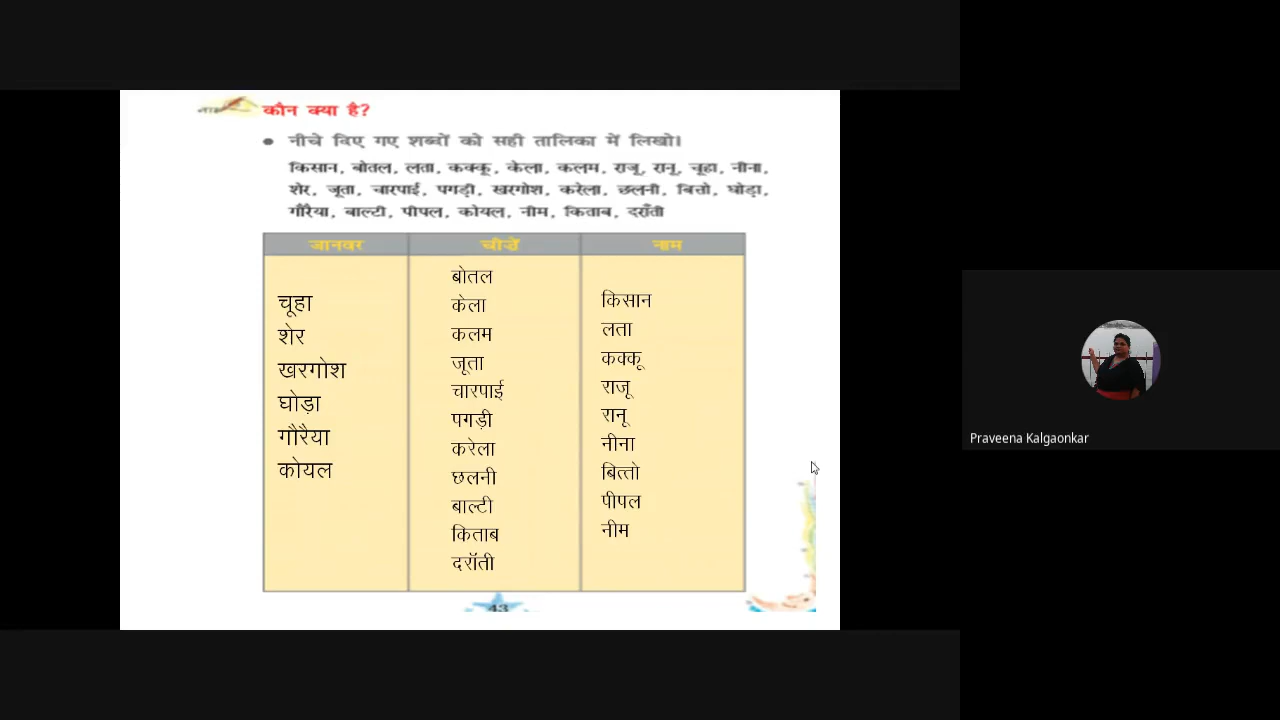 कौन क्या है?
नीचे दिए गए शब्दों को सही तालिका में लिखो।
किसान, बोतल, लता, कक्कू, केला, कलम, राजू, रानू, चूहा, नीना,
शेर, जूता, चारपाई, पगड़ी, खरगोश, करेला, छलनी, बित्तो, घोड़ा,
गौरैया, बाल्टी, पीपल, कोयल, नीम, किताब, दराँती
जानवर
चूहा
शेर
खरगोश
घोड़ा
गौरैया
कोयल
चीज़ें
बोतल
केला
कलम
जूता
चारपाई
पगड़ी
करेला
छलनी
बाल्टी
किताब
दरॉती
नाम
किसान
लता
कक्कू
राजू
रानू
नीना
बित्तो
पीपल
नीम
43
Praveena Kalgaonkar